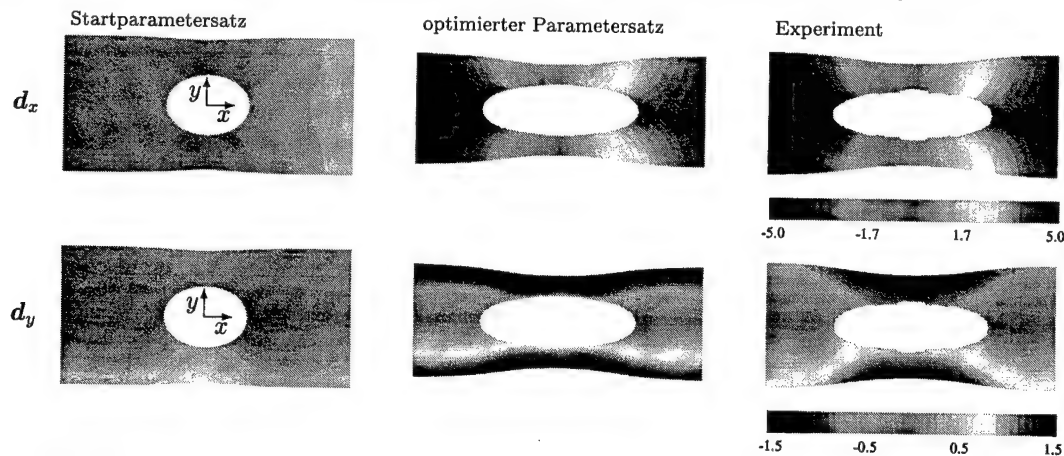 Startparametersatz
optimierter Parametersatz
Experiment
d_x
y
x
-5.0 -1.7 1.7 5.0
d_y
y
x
-1.5 -0.5 0.5 1.5